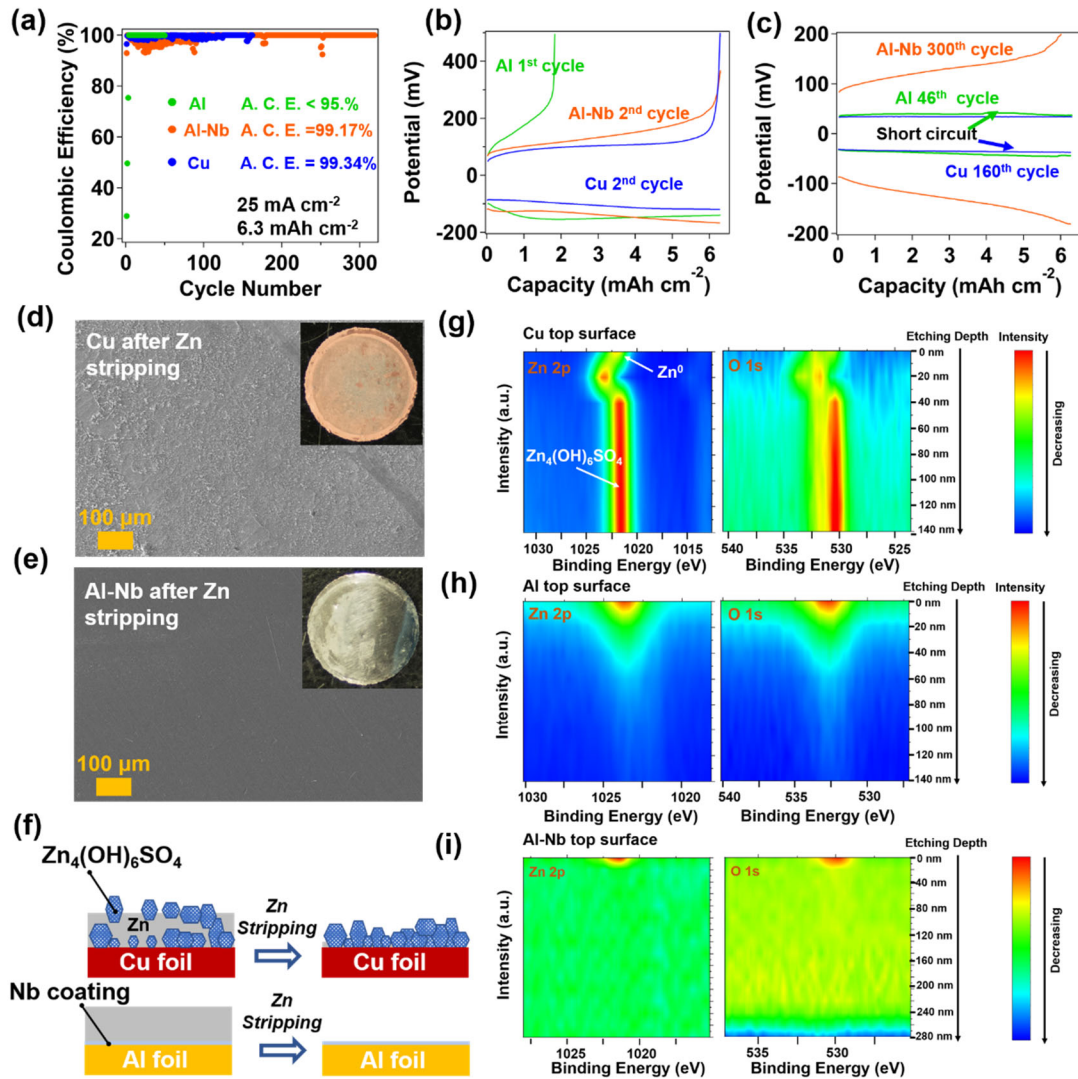 (a)
Coulombic Efficiency (%)
100
80
60
40
20
Al A. C. E. < 95.%
Al-Nb A. C. E. =99.17%
Cu A. C. E. = 99.34%
25 mA cm-2
6.3 mAh cm-2
0 100 200 300
Cycle Number
(b)
Potential (mV)
400
200
0
-200
Al 1st cycle
Al-Nb 2nd cycle
Cu 2nd cycle
0 1 2 3 4 5 6
Capacity (mAh cm-2)
(c)
Potential (mV)
200
100
0
-100
-200
Al-Nb 300th cycle
Al 46th cycle
Short circuit
Cu 160th cycle
0 1 2 3 4 5 6
Capacity (mAh cm-2)
(d)
Cu after Zn
stripping
100 µm
(e)
Al-Nb after Zn
stripping
100 µm
(f)
Zn4(OH)6SO4
Zn
Cu foil
Zn
Stripping
Cu foil
Nb coating
Al foil
Zn
Stripping
Al foil
(g)
Cu top surface
Etching Depth Intensity
Intensity (a.u.)
Zn 2p
Zn0
Zn4(OH)6SO4
O 1s
0 nm
20 nm
40 nm
60 nm
80 nm
100 nm
120 nm
140 nm
Decreasing
1030 1025 1020 1015
Binding Energy (eV)
540 535 530 525
Binding Energy (eV)
(h)
Al top surface
Etching Depth Intensity
Intensity (a.u.)
Zn 2p
O 1s
0 nm
20 nm
40 nm
60 nm
80 nm
100 nm
120 nm
140 nm
Decreasing
1030 1025 1020
Binding Energy (eV)
540 535 530
Binding Energy (eV)
(i)
Al-Nb top surface
Etching Depth Intensity
Intensity (a.u.)
Zn 2p
O 1s
0 nm
40 nm
80 nm
120 nm
160 nm
200 nm
240 nm
280 nm
Decreasing
1025 1020
Binding Energy (eV)
535 530
Binding Energy (eV)